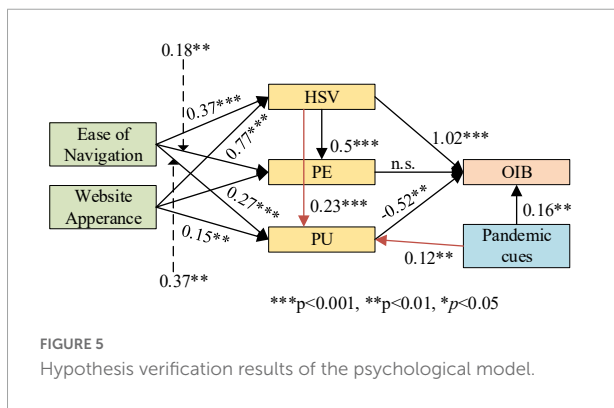 0.18**
HSV
0.37***
Ease of
Navigation
0.77***
0.5***
1.02***
PE
n.s.
OIB
Website
Apperance
0.27***
0.23***
-0.52**
0.16**
0.15**
PU
Pandemic
cues
0.12**
0.37**
***p<0.001, **p<0.01, *p<0.05
FIGURE 5
Hypothesis verification results of the psychological model.